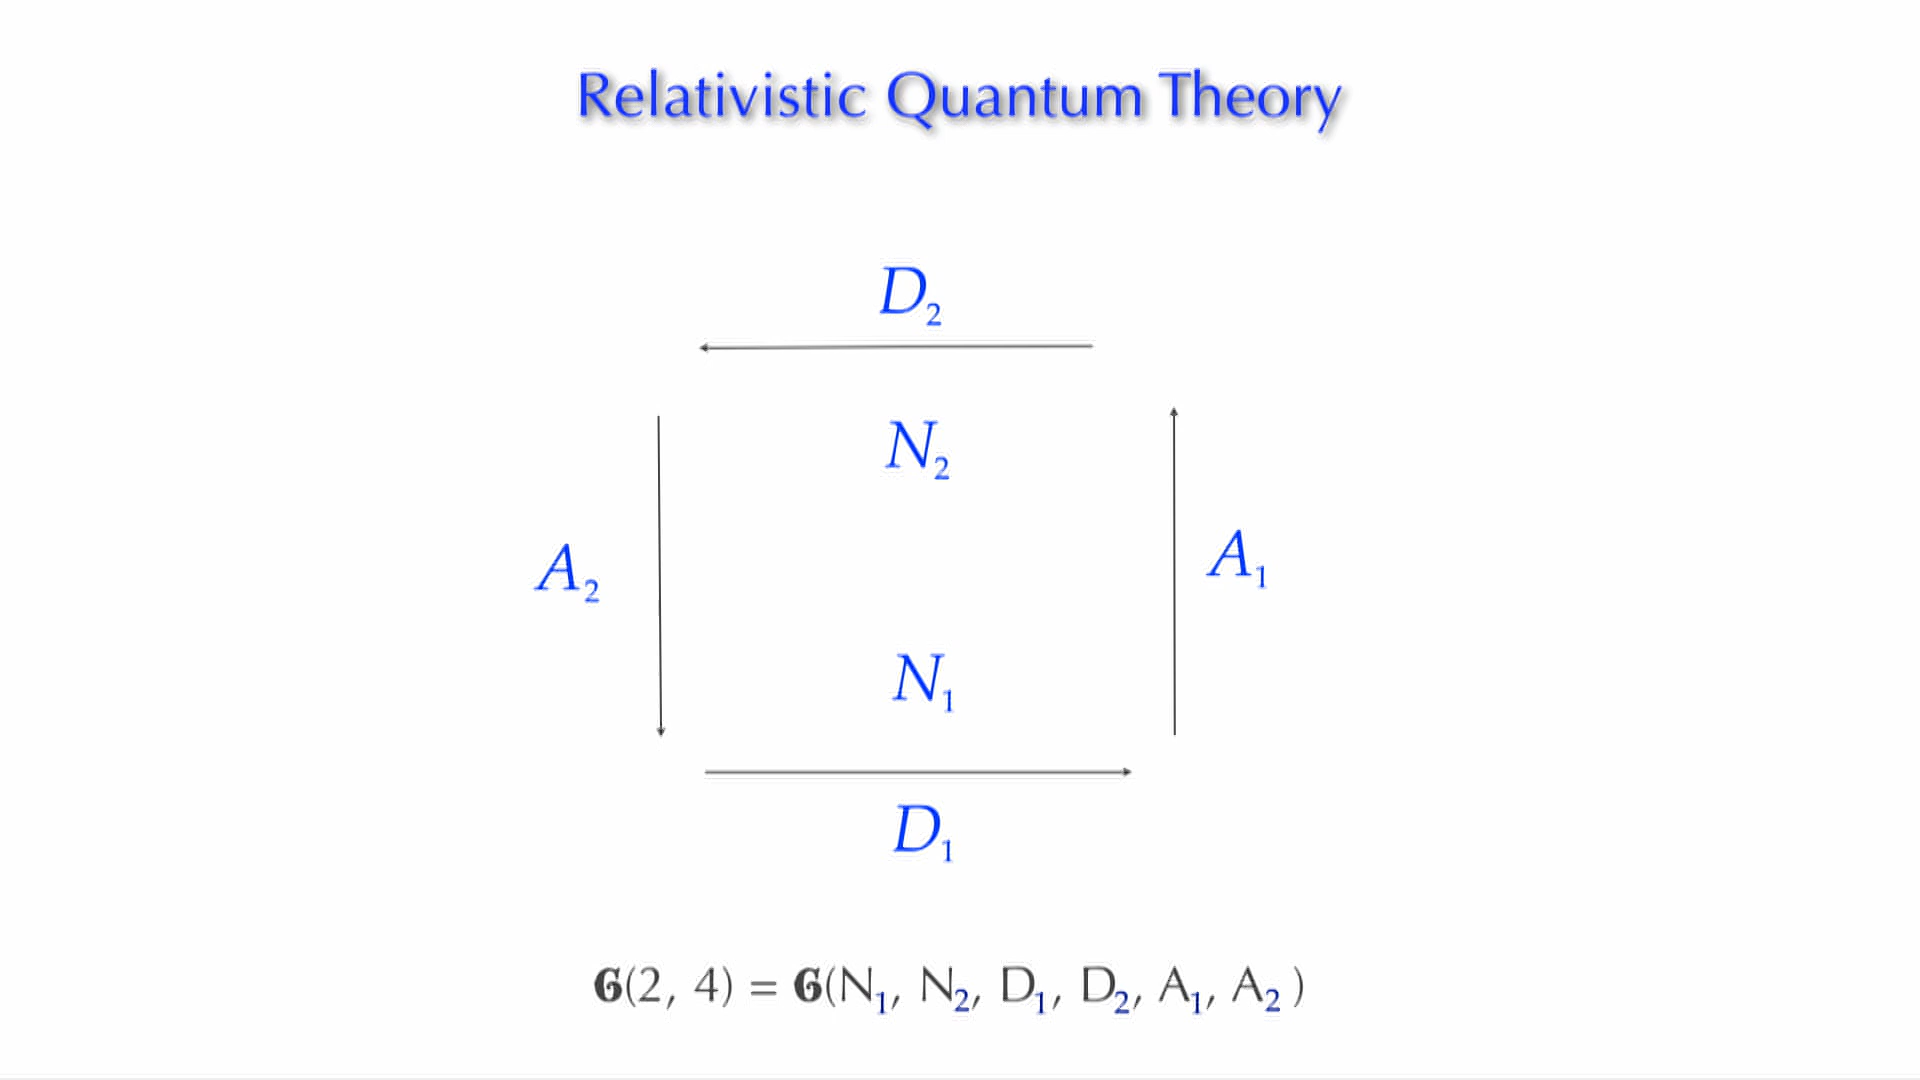 Relativistic Quantum Theory
D₂
N₂
A₂ A₁
N₁
D₁
𝐆(2, 4) = 𝐆(N₁, N₂, D₁, D₂, A₁, A₂ )